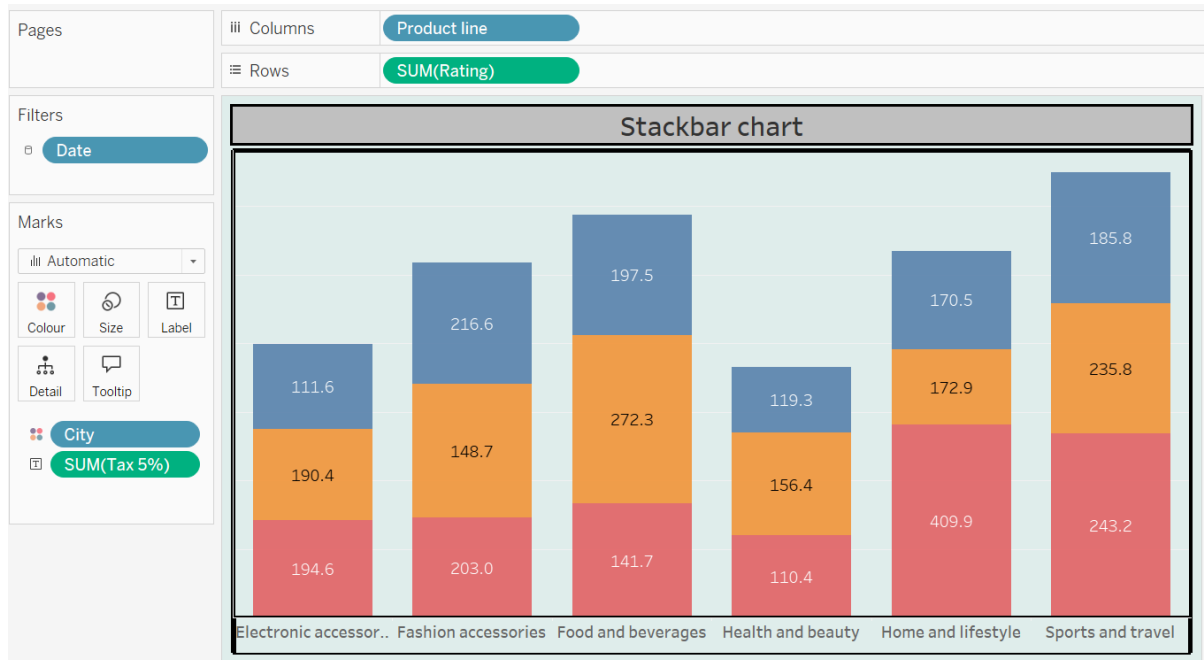 Pages
Columns
Product line
Rows
SUM(Rating)
Filters
Date
Marks
Automatic
Colour
Size
Label
Detail
Tooltip
City
SUM(Tax 5%)
Stackbar chart
111.6
190.4
194.6
216.6
148.7
203.0
197.5
272.3
141.7
119.3
156.4
110.4
170.5
172.9
409.9
185.8
235.8
243.2
Electronic accessor..
Fashion accessories
Food and beverages
Health and beauty
Home and lifestyle
Sports and travel